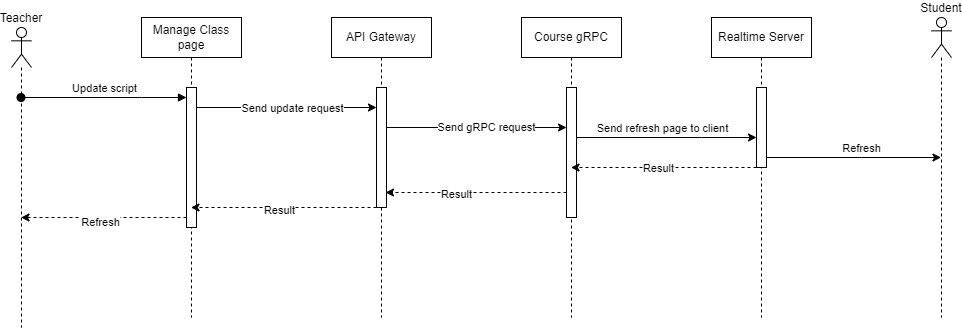 Teacher
Student
Manage Class
page
API Gateway
Course gRPC
Realtime Server
Update script
Send update request
Send gRPC request
Send refresh page to client
Refresh
Result
Result
Result
Refresh